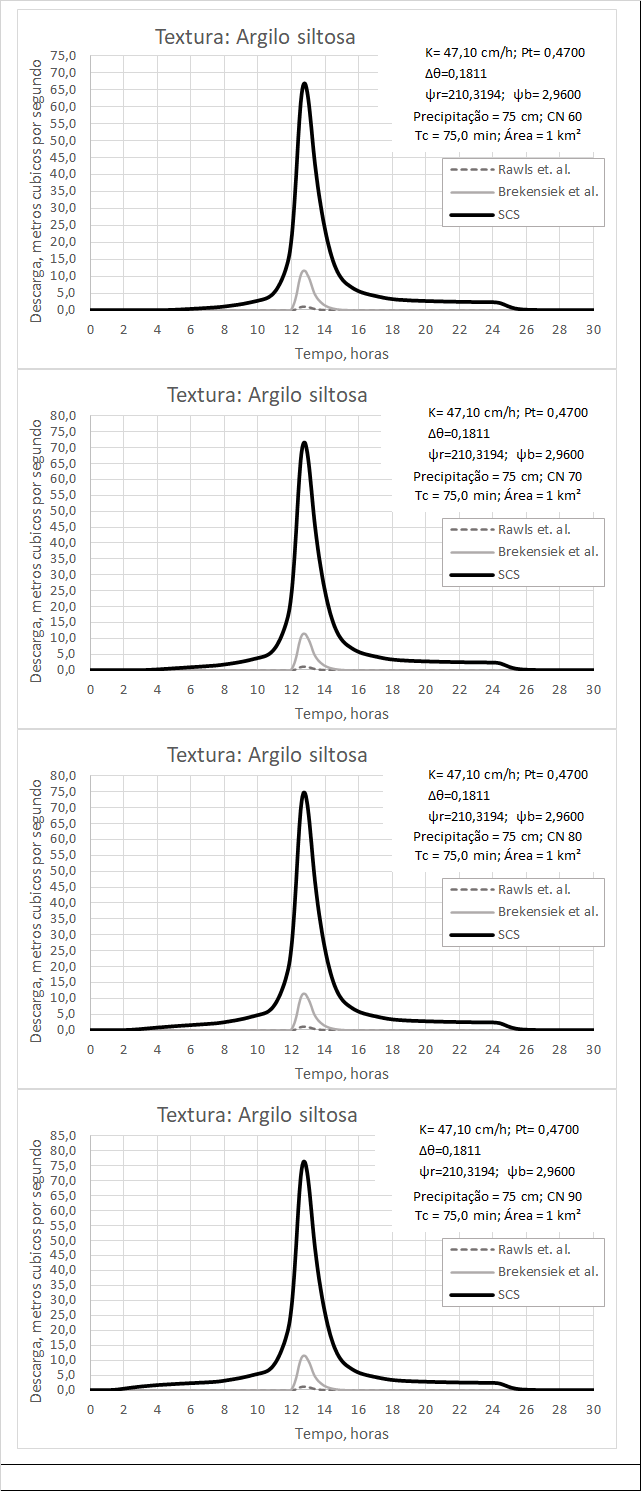 Textura: Argilo siltosa
K= 47,10 cm/h; Pt= 0,4700
Δθ=0,1811
ψr=210,3194; ψb= 2,9600
Precipitação = 75 cm; CN 60
Tc = 75,0 min; Área = 1 km²
Rawls et. al.
Brekensiek et al.
SCS
Descarga, metros cubicos por segundo
75,0
70,0
65,0
60,0
55,0
50,0
45,0
40,0
35,0
30,0
25,0
20,0
15,0
10,0
5,0
0,0
0 2 4 6 8 10 12 14 16 18 20 22 24 26 28 30
Tempo, horas
Textura: Argilo siltosa
K= 47,10 cm/h; Pt= 0,4700
Δθ=0,1811
ψr=210,3194; ψb= 2,9600
Precipitação = 75 cm; CN 70
Tc = 75,0 min; Área = 1 km²
Rawls et. al.
Brekensiek et al.
SCS
Descarga, metros cubicos por segundo
80,0
75,0
70,0
65,0
60,0
55,0
50,0
45,0
40,0
35,0
30,0
25,0
20,0
15,0
10,0
5,0
0,0
0 2 4 6 8 10 12 14 16 18 20 22 24 26 28 30
Tempo, horas
Textura: Argilo siltosa
K= 47,10 cm/h; Pt= 0,4700
Δθ=0,1811
ψr=210,3194; ψb= 2,9600
Precipitação = 75 cm; CN 80
Tc = 75,0 min; Área = 1 km²
Rawls et. al.
Brekensiek et al.
SCS
Descarga, metros cubicos por segundo
80,0
75,0
70,0
65,0
60,0
55,0
50,0
45,0
40,0
35,0
30,0
25,0
20,0
15,0
10,0
5,0
0,0
0 2 4 6 8 10 12 14 16 18 20 22 24 26 28 30
Tempo, horas
Textura: Argilo siltosa
K= 47,10 cm/h; Pt= 0,4700
Δθ=0,1811
ψr=210,3194; ψb= 2,9600
Precipitação = 75 cm; CN 90
Tc = 75,0 min; Área = 1 km²
Rawls et. al.
Brekensiek et al.
SCS
Descarga, metros cubicos por segundo
85,0
80,0
75,0
70,0
65,0
60,0
55,0
50,0
45,0
40,0
35,0
30,0
25,0
20,0
15,0
10,0
5,0
0,0
0 2 4 6 8 10 12 14 16 18 20 22 24 26 28 30
Tempo, horas